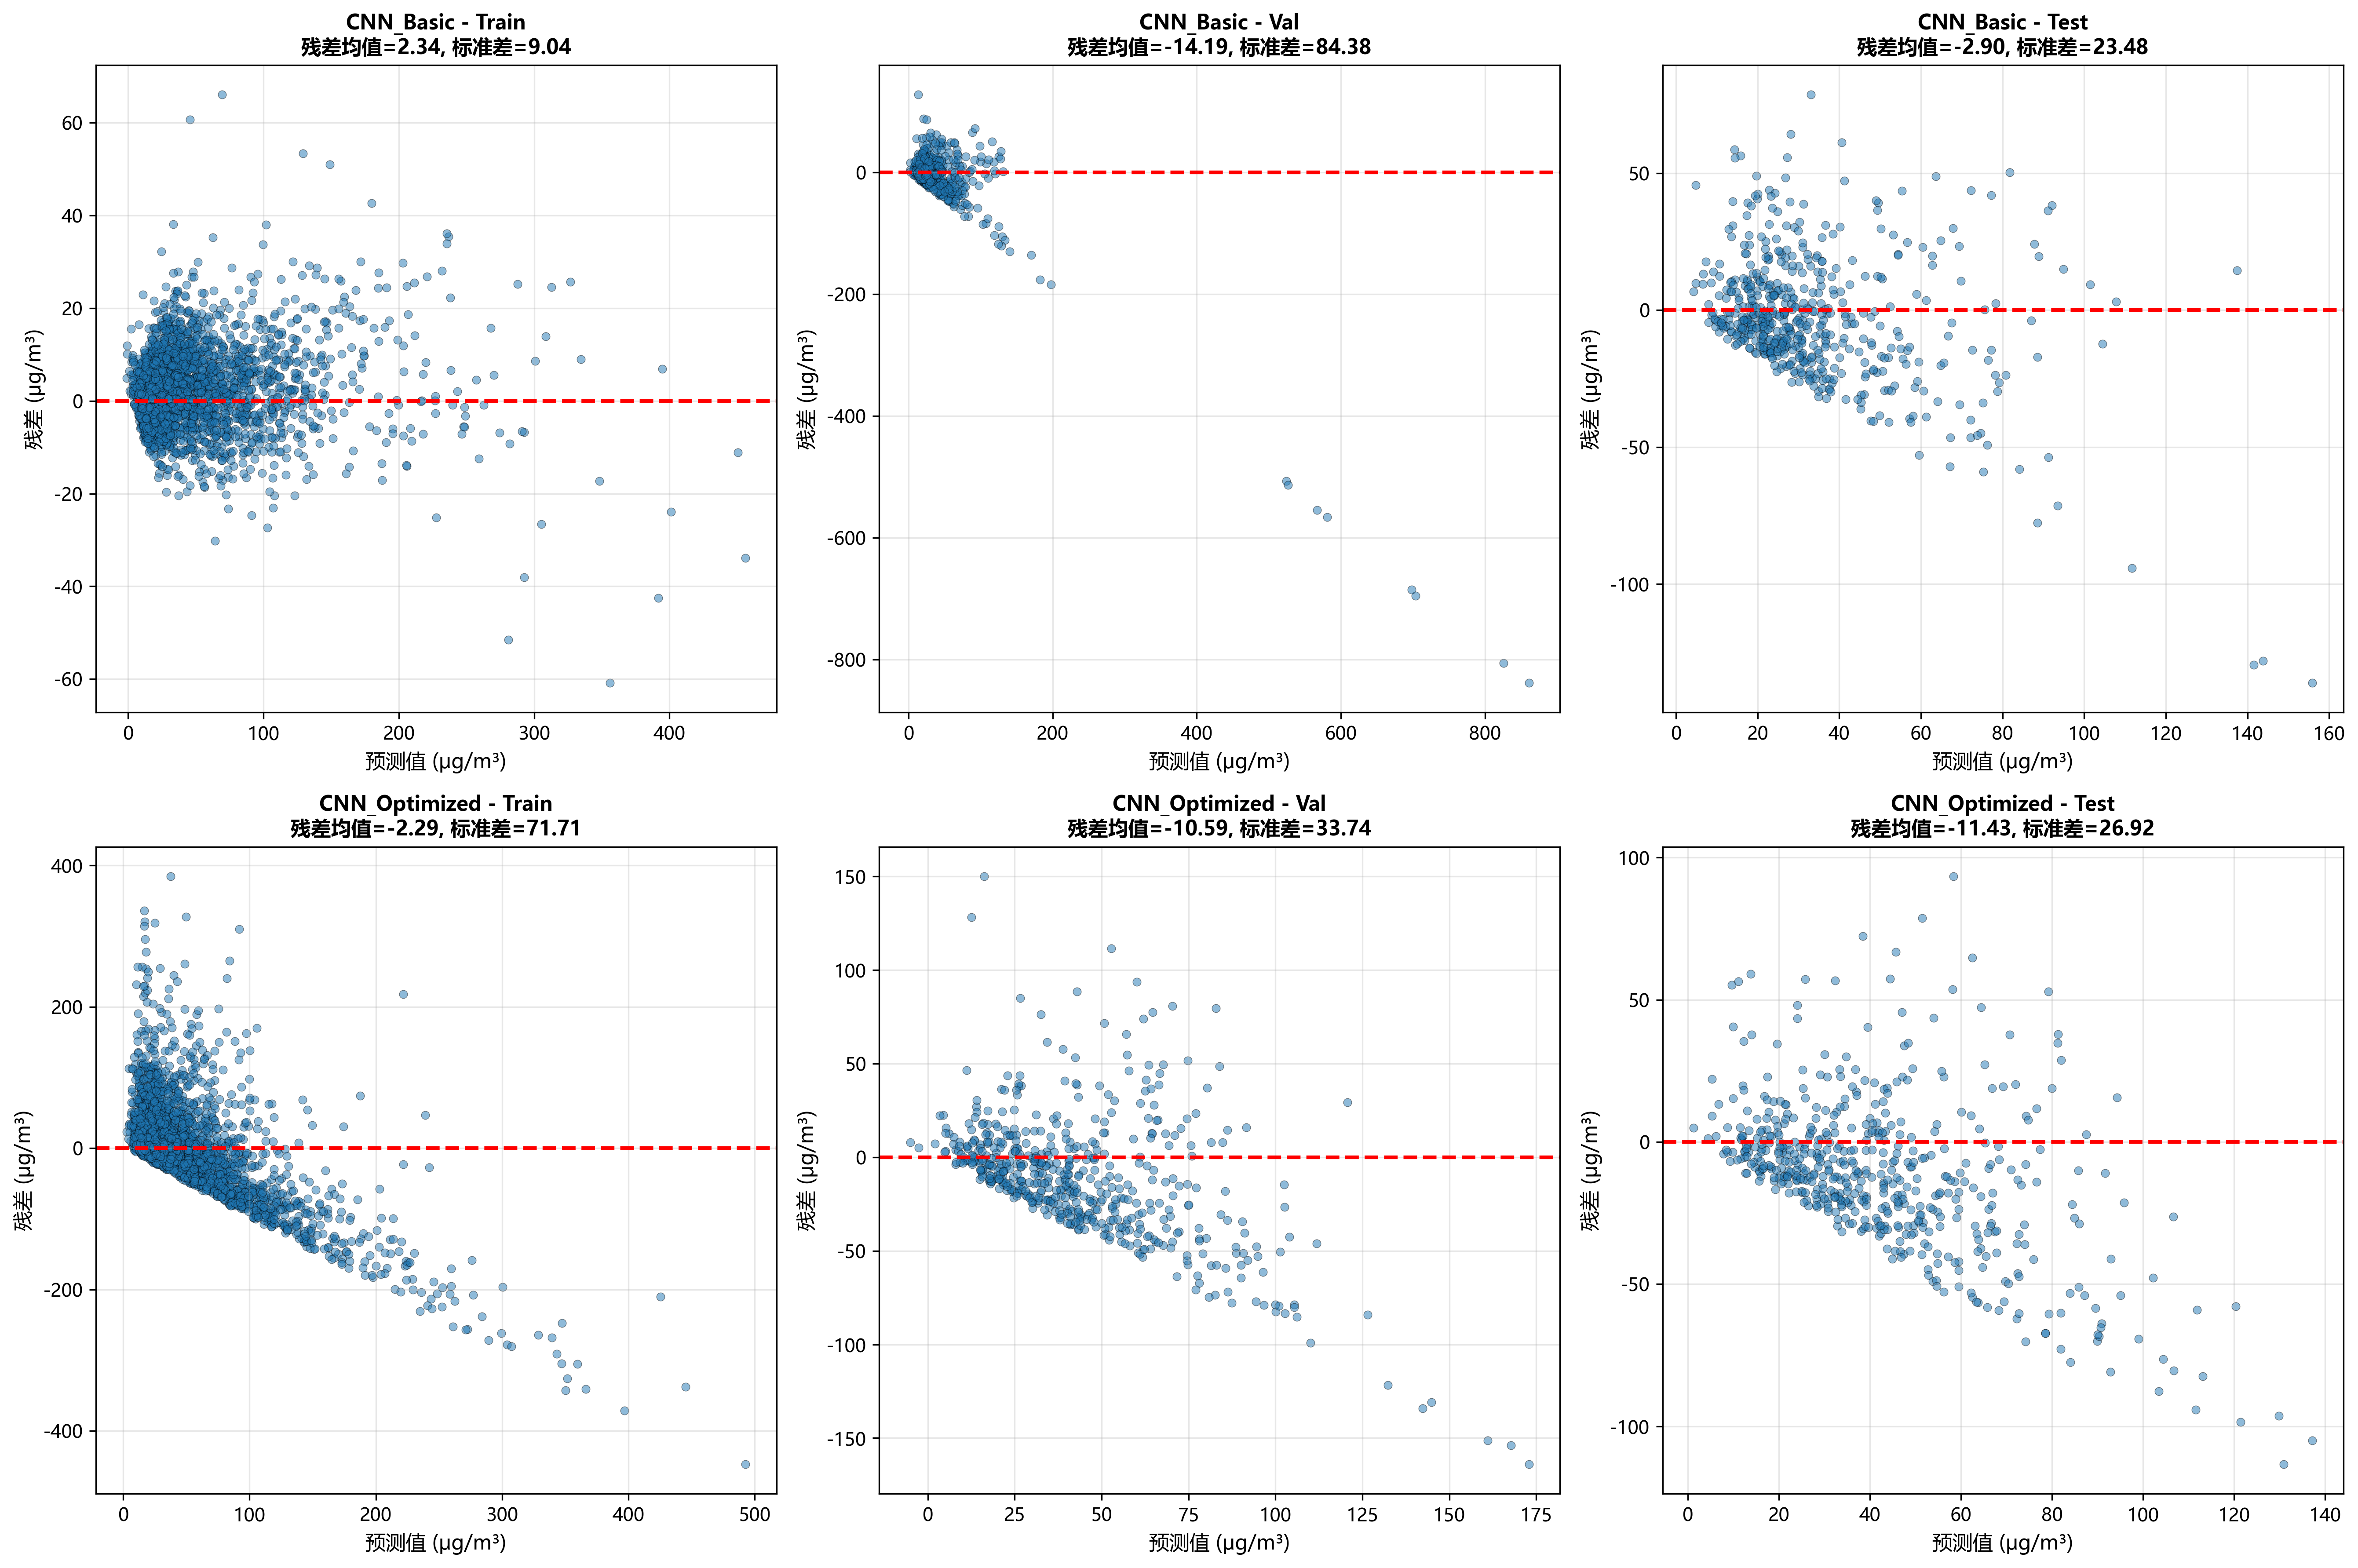 CNN_Basic - Train
残差均值=2.34, 标准差=9.04
60
40
20
0
-20
-40
-60
残差 (μg/m³)
0 100 200 300 400
预测值 (μg/m³)
CNN_Basic - Val
残差均值=-14.19, 标准差=84.38
0
-200
-400
-600
-800
残差 (μg/m³)
0 200 400 600 800
预测值 (μg/m³)
CNN_Basic - Test
残差均值=-2.90, 标准差=23.48
50
0
-50
-100
残差 (μg/m³)
0 20 40 60 80 100 120 140 160
预测值 (μg/m³)
CNN_Optimized - Train
残差均值=-2.29, 标准差=71.71
400
200
0
-200
-400
残差 (μg/m³)
0 100 200 300 400 500
预测值 (μg/m³)
CNN_Optimized - Val
残差均值=-10.59, 标准差=33.74
150
100
50
0
-50
-100
-150
残差 (μg/m³)
0 25 50 75 100 125 150 175
预测值 (μg/m³)
CNN_Optimized - Test
残差均值=-11.43, 标准差=26.92
100
50
0
-50
-100
残差 (μg/m³)
0 20 40 60 80 100 120 140
预测值 (μg/m³)